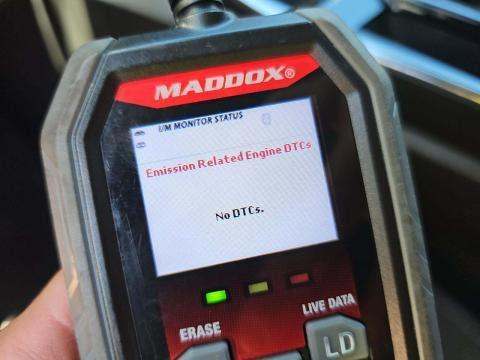 MADDOX®
I/M MONITOR STATUS
Emission Related Engine DTCs
No DTCs.
ERASE
LIVE DATA
LD